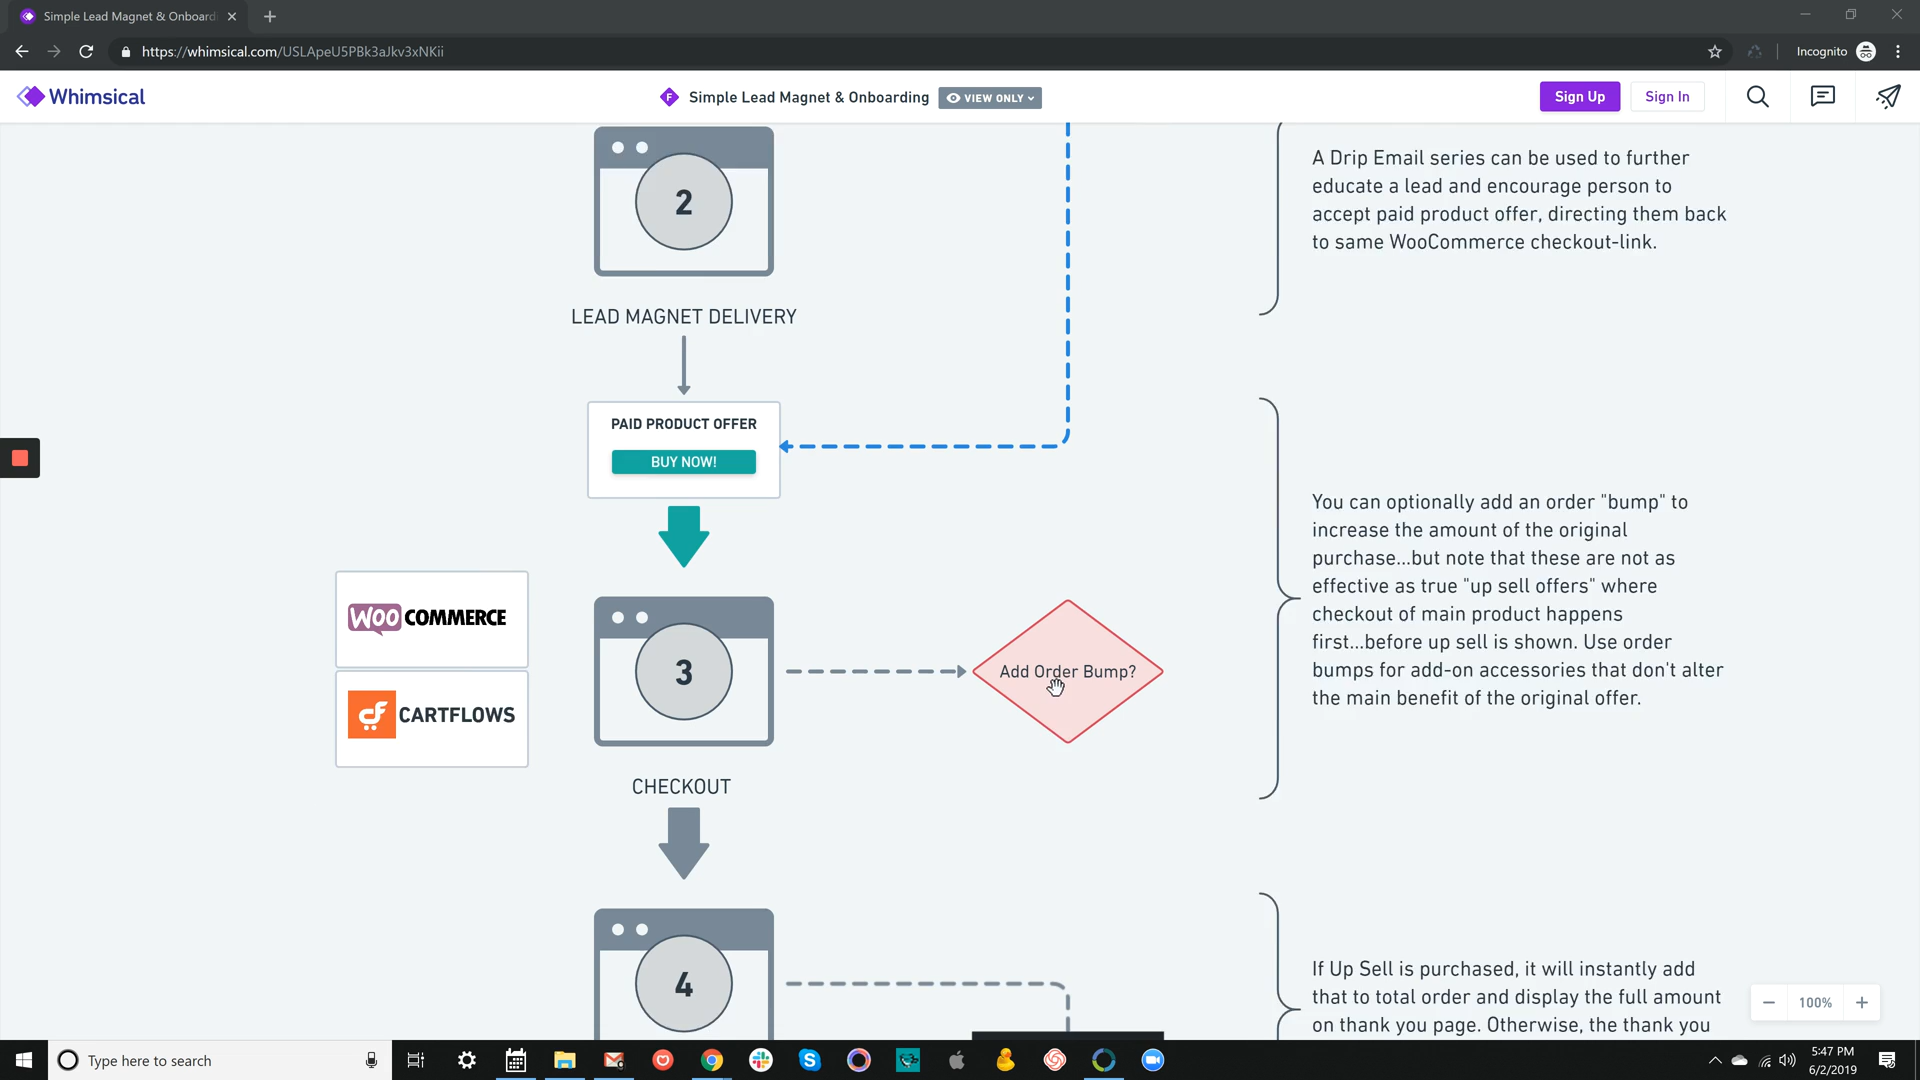 Simple Lead Magnet & Onboard
https://whimsical.com/USLApeU5PBk3aJkv3xNKii
Incognito
Whimsical
Simple Lead Magnet & Onboarding
VIEW ONLY
Sign Up
Sign In
2
LEAD MAGNET DELIVERY
A Drip Email series can be used to further
educate a lead and encourage person to
accept paid product offer, directing them back
to same WooCommerce checkout-link.
PAID PRODUCT OFFER
BUY NOW!
WOO COMMERCE
CARTFLOWS
3
CHECKOUT
Add Order Bump?
You can optionally add an order "bump" to
increase the amount of the original
purchase...but note that these are not as
effective as true "up sell offers" where
checkout of main product happens
first...before up sell is shown. Use order
bumps for add-on accessories that don't alter
the main benefit of the original offer.
4
If Up Sell is purchased, it will instantly add
that to total order and display the full amount
on thank you page. Otherwise, the thank you
100%
Type here to search
5:47 PM
6/2/2019